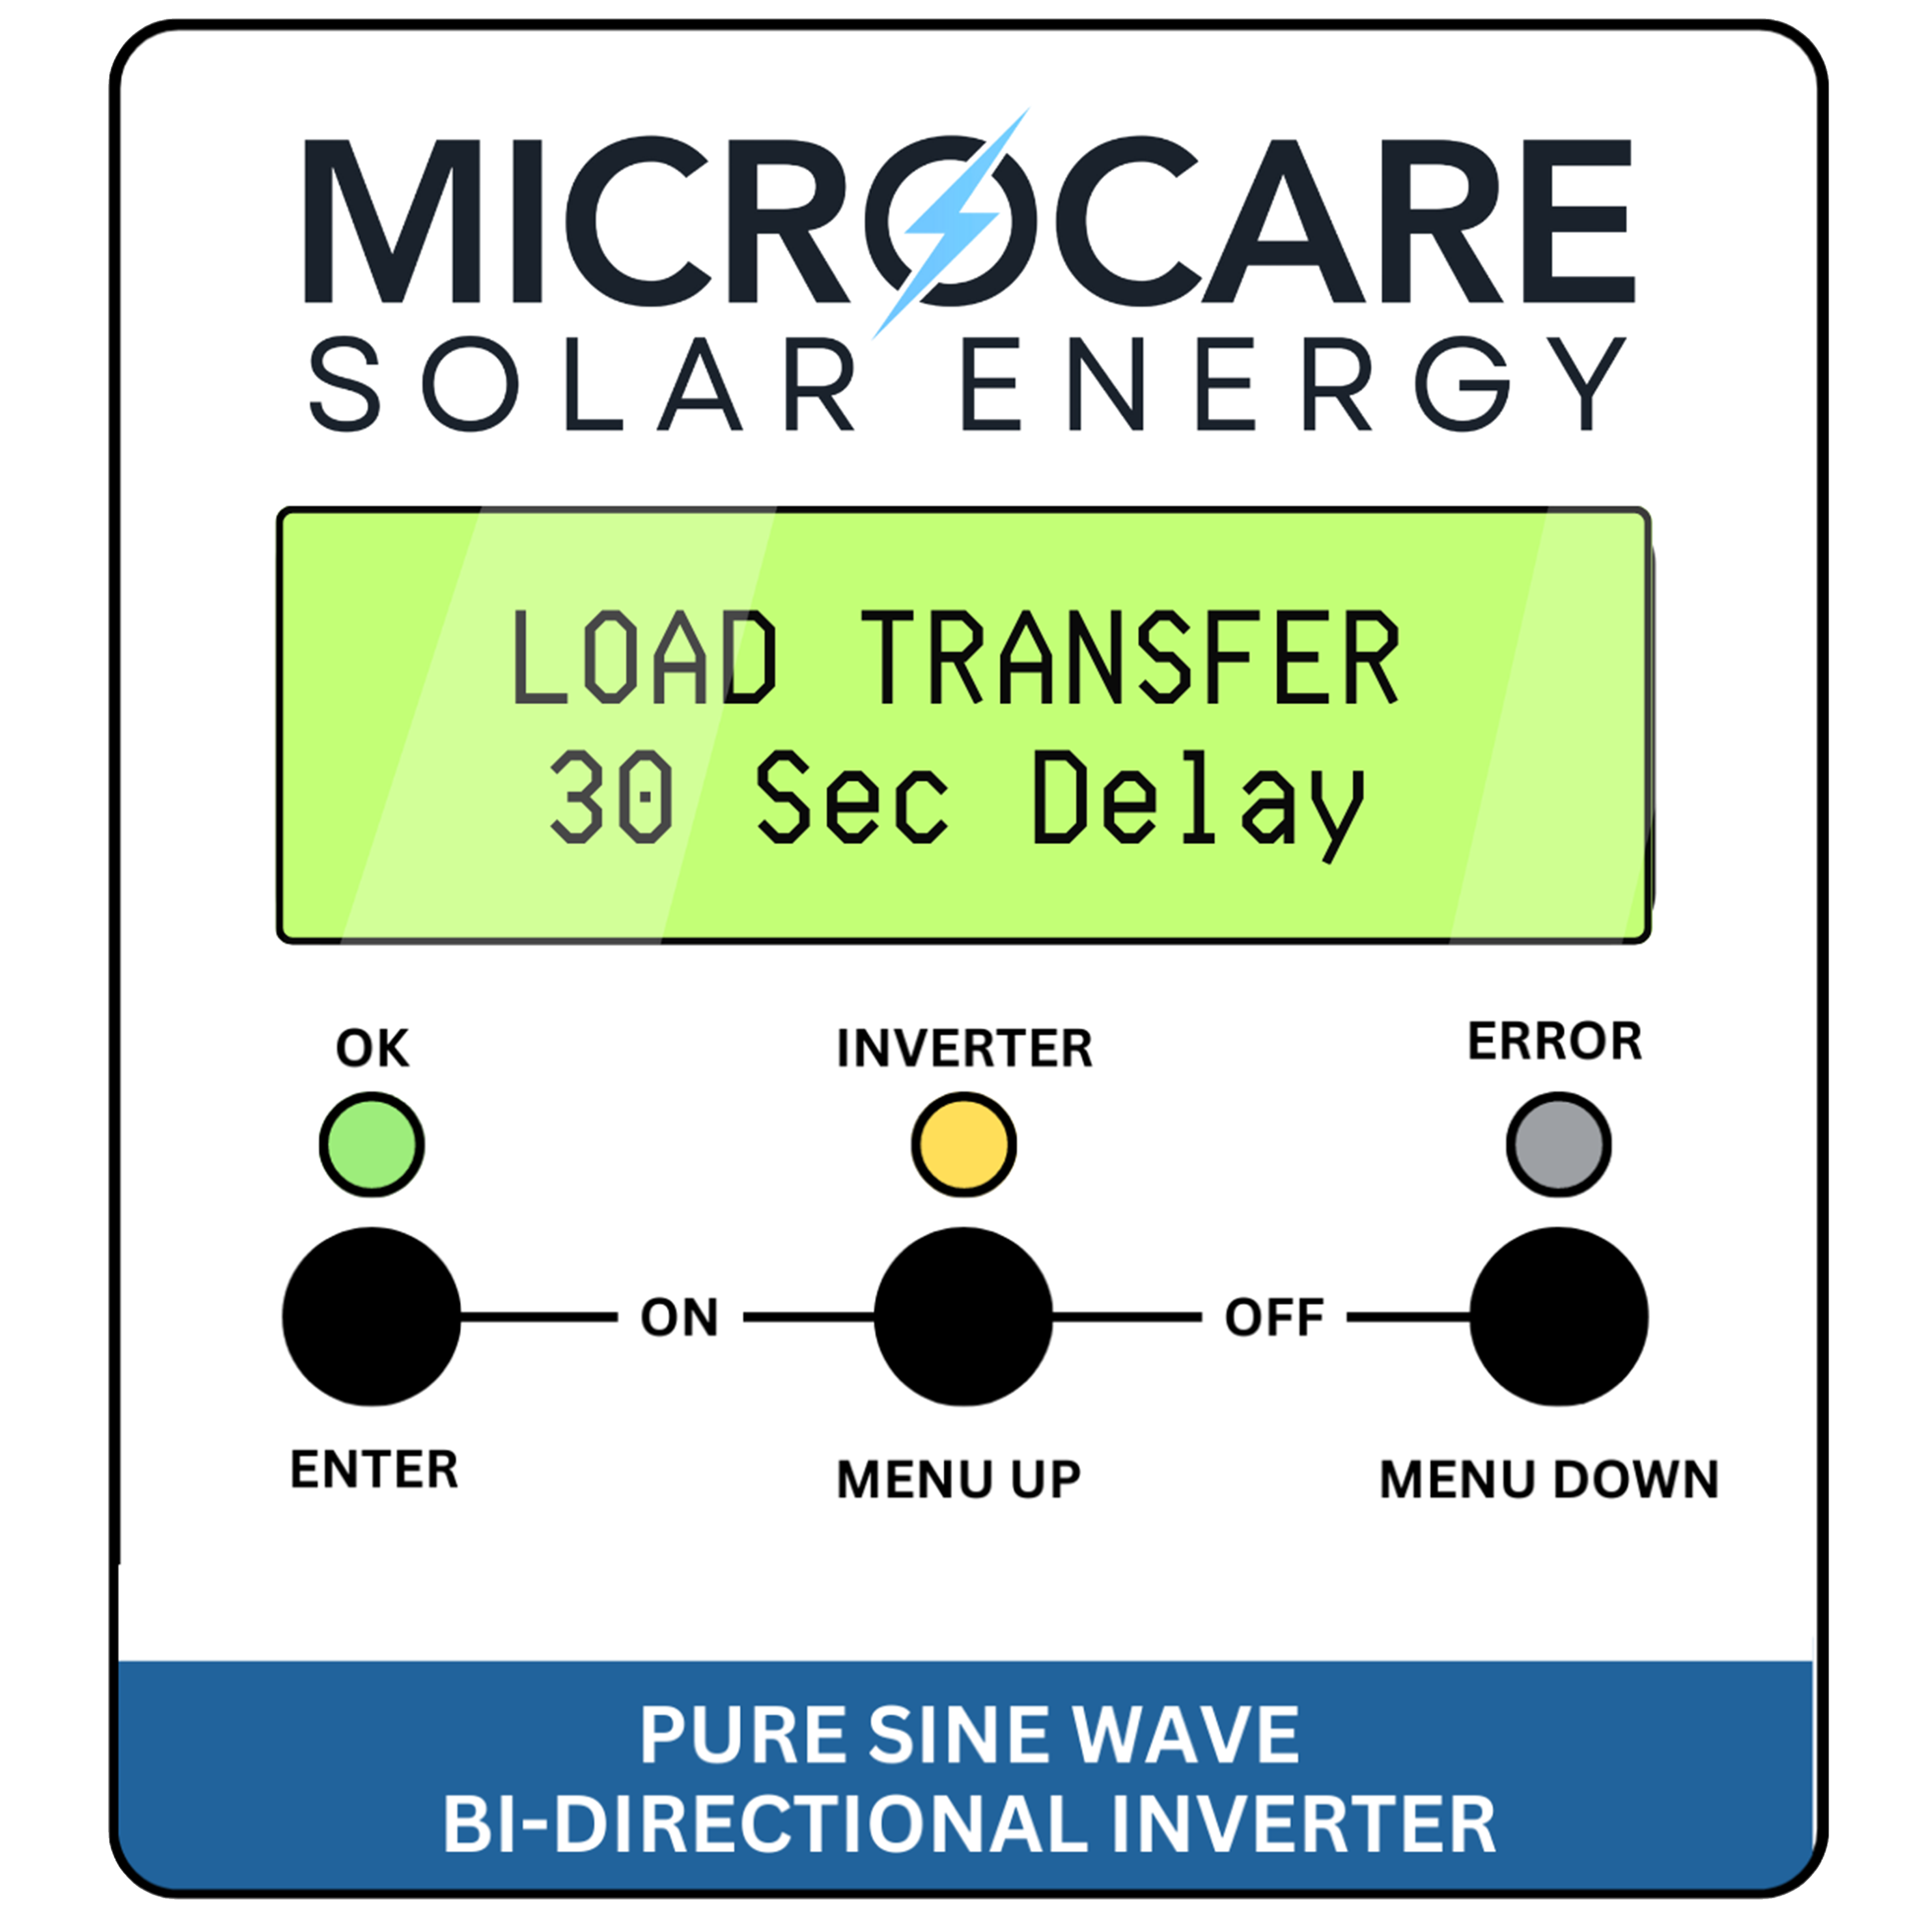 MICROCARE
SOLAR ENERGY
LOAD TRANSFER
30 Sec Delay
OK INVERTER ERROR
ON OFF
ENTER MENU UP MENU DOWN
PURE SINE WAVE
BI-DIRECTIONAL INVERTER